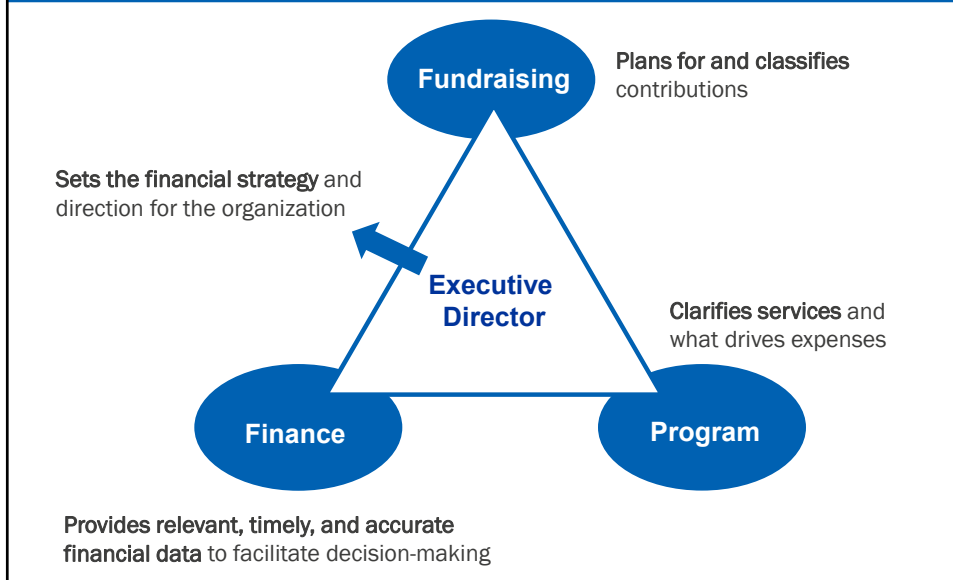 Fundraising
Plans for and classifies
contributions
Sets the financial strategy and
direction for the organization
Executive
Director
Clarifies services and
what drives expenses
Finance
Program
Provides relevant, timely, and accurate
financial data to facilitate decision-making